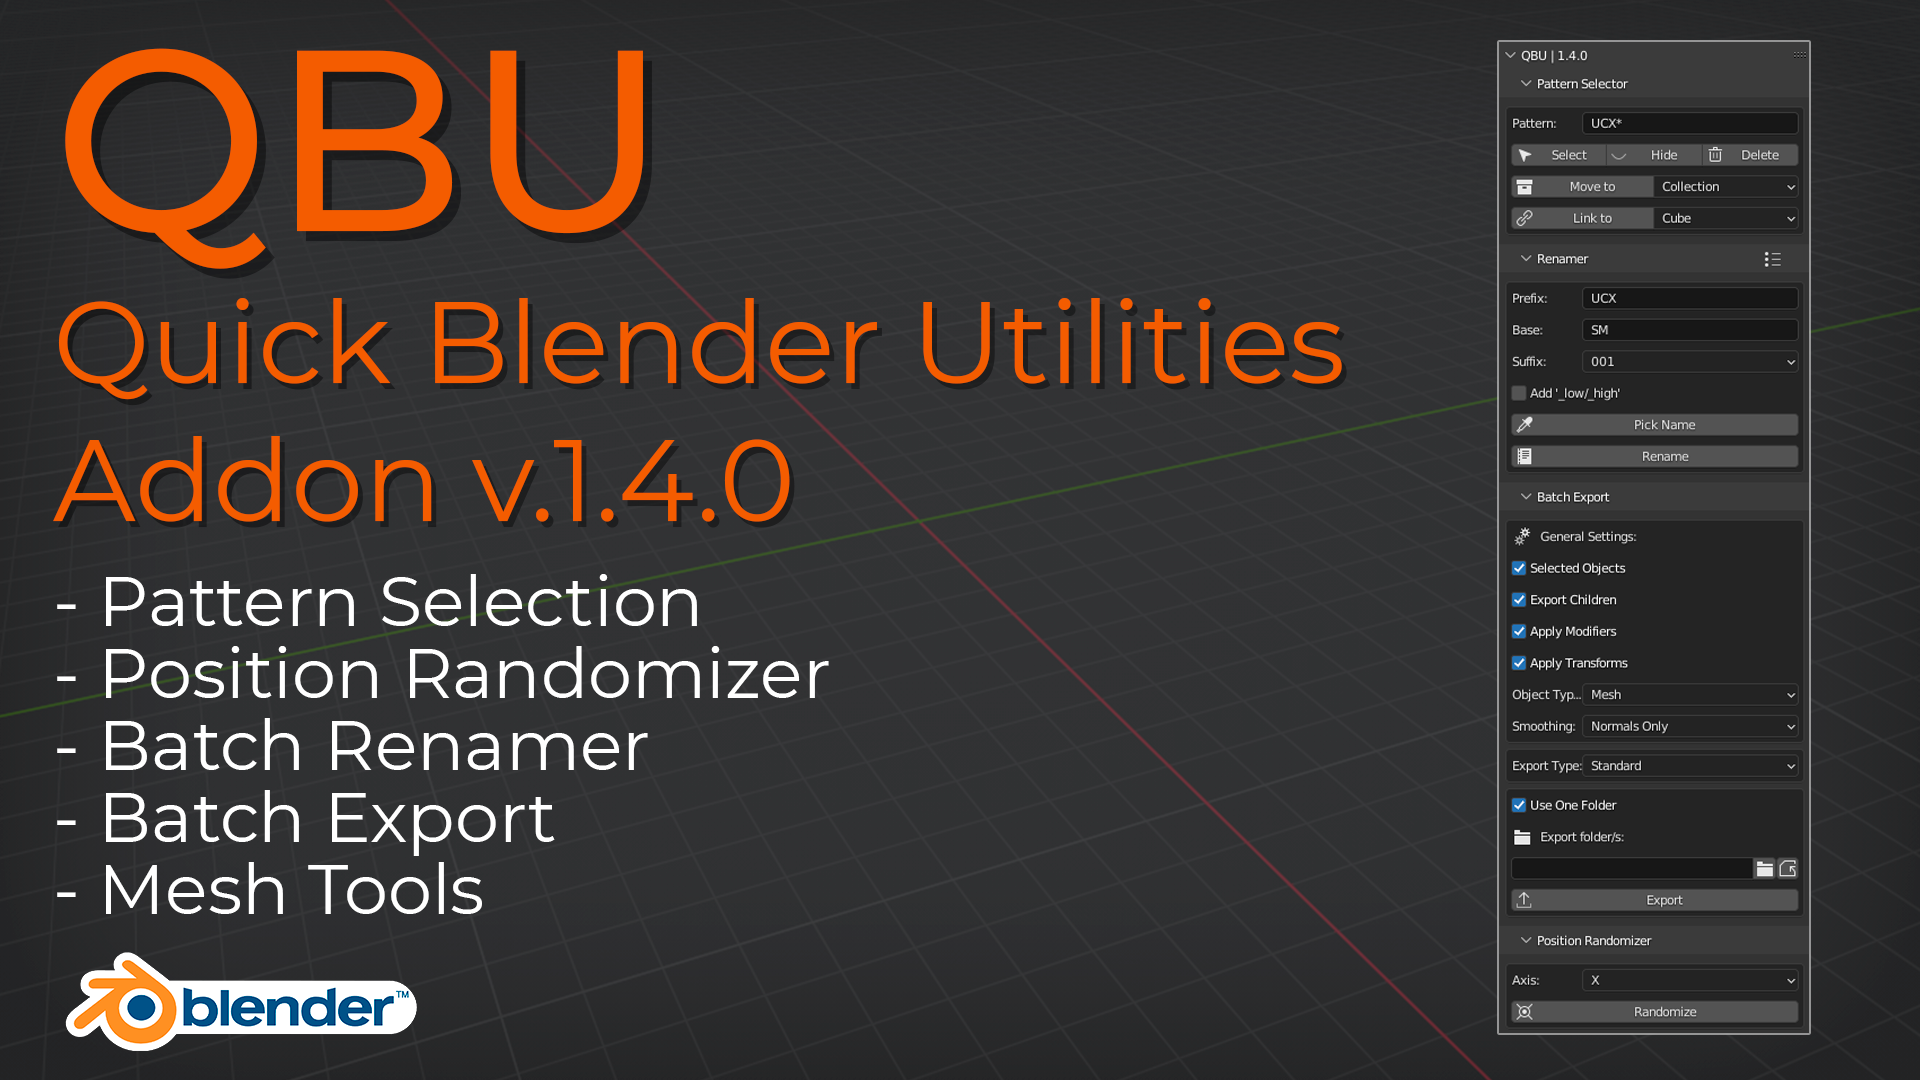 QBU
Quick Blender Utilities
Addon v.1.4.0
- Pattern Selection
- Position Randomizer
- Batch Renamer
- Batch Export
- Mesh Tools
blender™
QBU | 1.4.0
Pattern Selector
Pattern: UCX*
Select Hide Delete
Move to Collection
Link to Cube
Renamer
Prefix: UCX
Base: SM
Suffix: 001
Add '_low/_high'
Pick Name
Rename
Batch Export
General Settings:
Selected Objects
Export Children
Apply Modifiers
Apply Transforms
Object Typ... Mesh
Smoothing: Normals Only
Export Type: Standard
Use One Folder
Export folder/s:
Export
Position Randomizer
Axis: X
Randomize